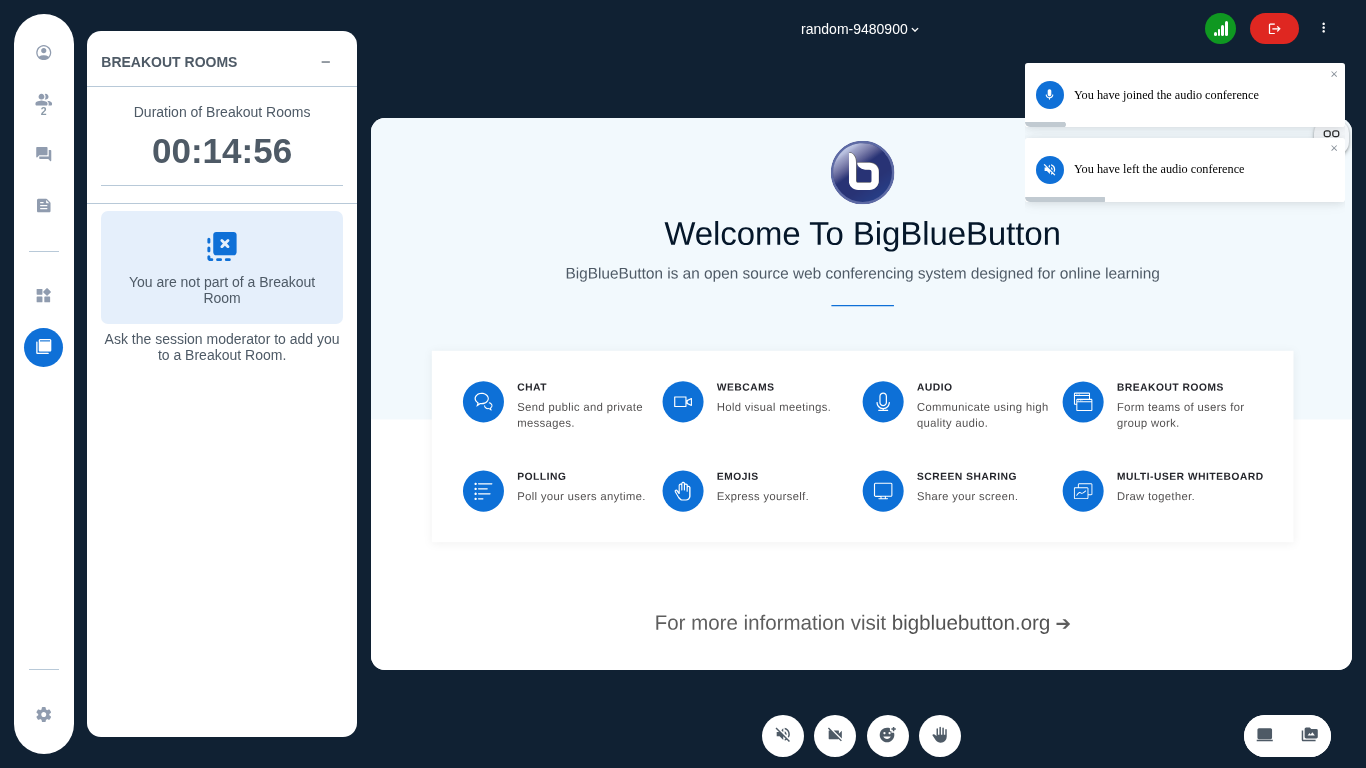 random-9480900
2
BREAKOUT ROOMS
Duration of Breakout Rooms
00:14:56
You are not part of a Breakout
Room
Ask the session moderator to add you
to a Breakout Room.
You have joined the audio conference
You have left the audio conference
Welcome To BigBlueButton
BigBlueButton is an open source web conferencing system designed for online learning
CHAT
Send public and private
messages.
WEBCAMS
Hold visual meetings.
AUDIO
Communicate using high
quality audio.
BREAKOUT ROOMS
Form teams of users for
group work.
POLLING
Poll your users anytime.
EMOJIS
Express yourself.
SCREEN SHARING
Share your screen.
MULTI-USER WHITEBOARD
Draw together.
For more information visit bigbluebutton.org ➔